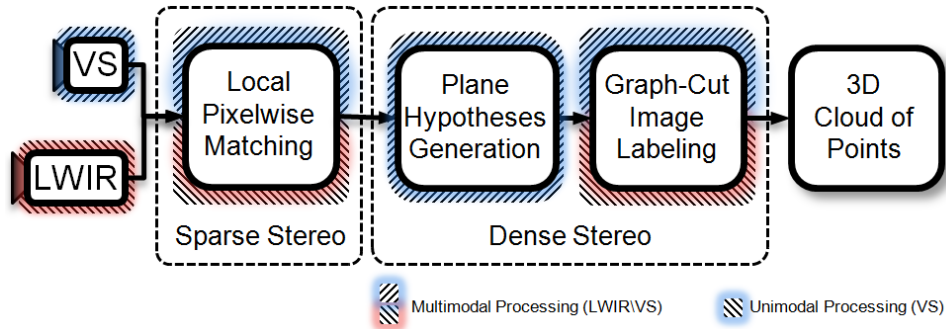 VS
LWIR
Local
Pixelwise
Matching
Sparse Stereo
Plane
Hypotheses
Generation
Graph-Cut
Image
Labeling
Dense Stereo
3D
Cloud of
Points
Multimodal Processing (LWIR\VS)
Unimodal Processing (VS)